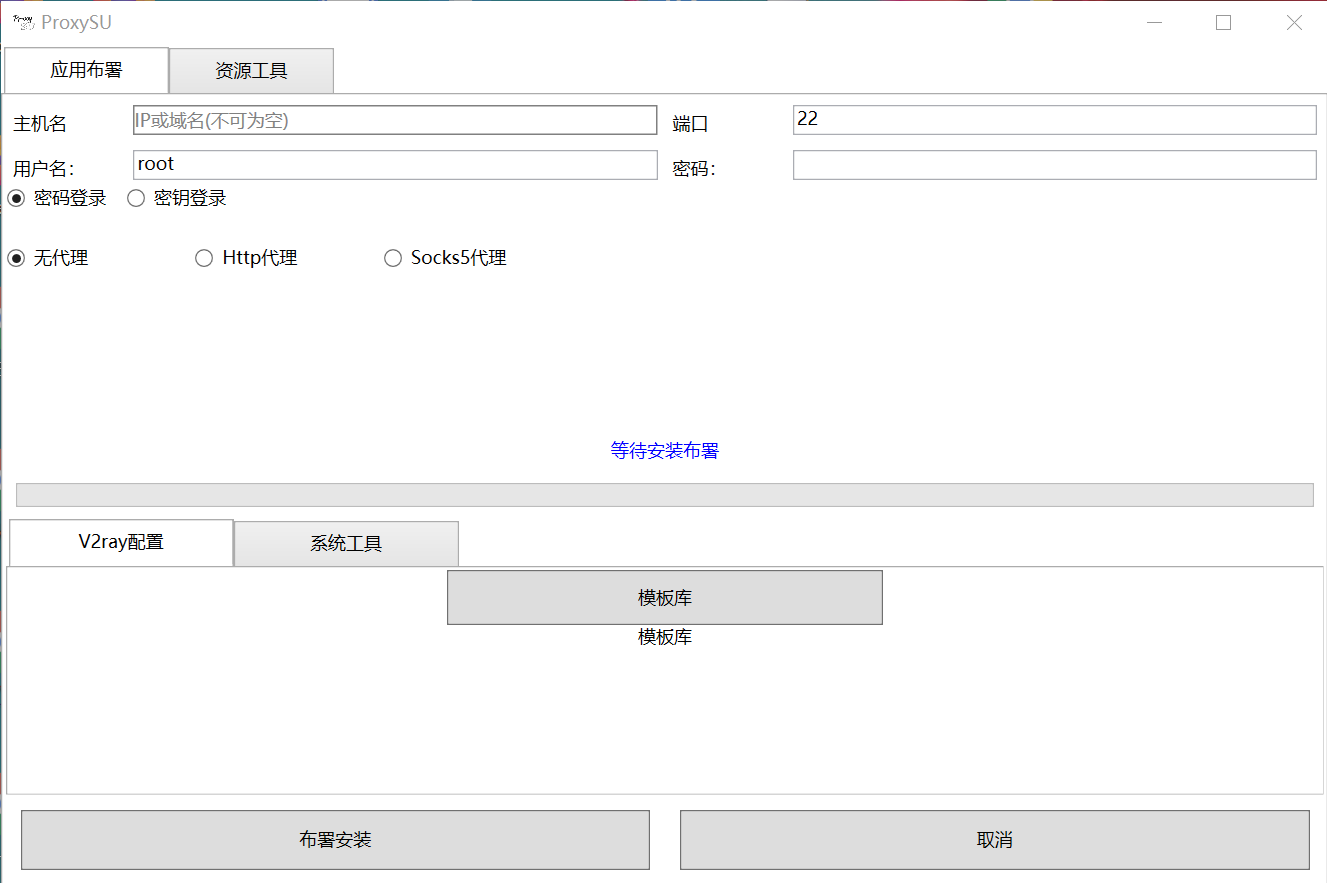 ProxySU
应用布署 资源工具
主机名 IP或域名(不可为空) 端口 22
用户名: root 密码:
密码登录 密钥登录
无代理 Http代理 Socks5代理
等待安装布署
V2ray配置 系统工具
模板库
模板库
布署安装 取消